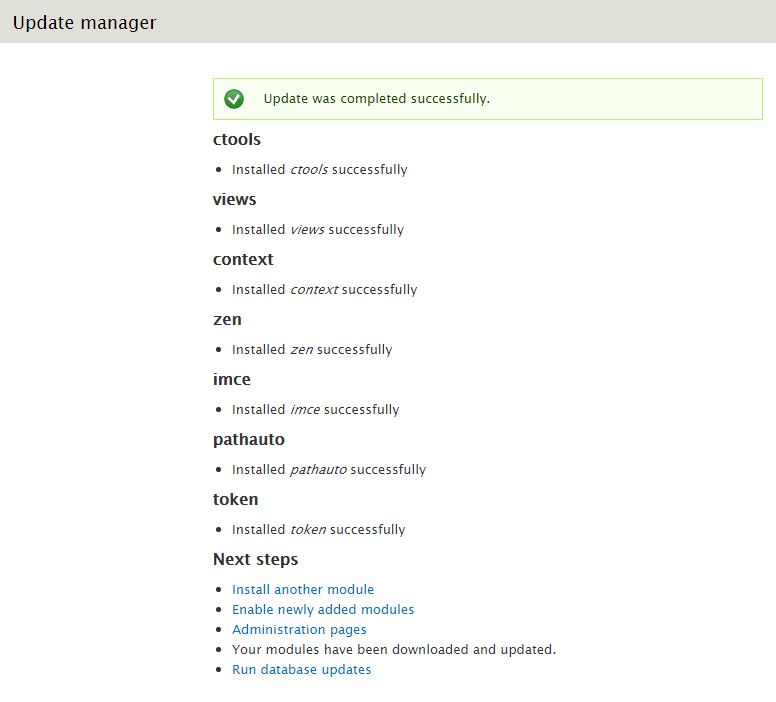 Update manager
Update was completed successfully.
ctools
Installed ctools successfully
views
Installed views successfully
context
Installed context successfully
zen
Installed zen successfully
imce
Installed imce successfully
pathauto
Installed pathauto successfully
token
Installed token successfully
Next steps
Install another module
Enable newly added modules
Administration pages
Your modules have been downloaded and updated.
Run database updates